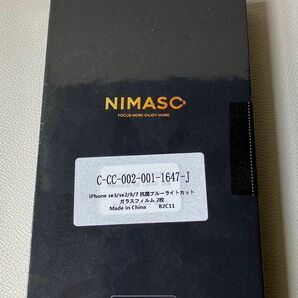 NIMASO
FOCUS MORE ENJOY MORE
C-CC-002-001-1647-J
iPhone se3/se2/8/7 抗菌ブルーライトカット
ガラスフィルム 2枚
Made in China B2C11